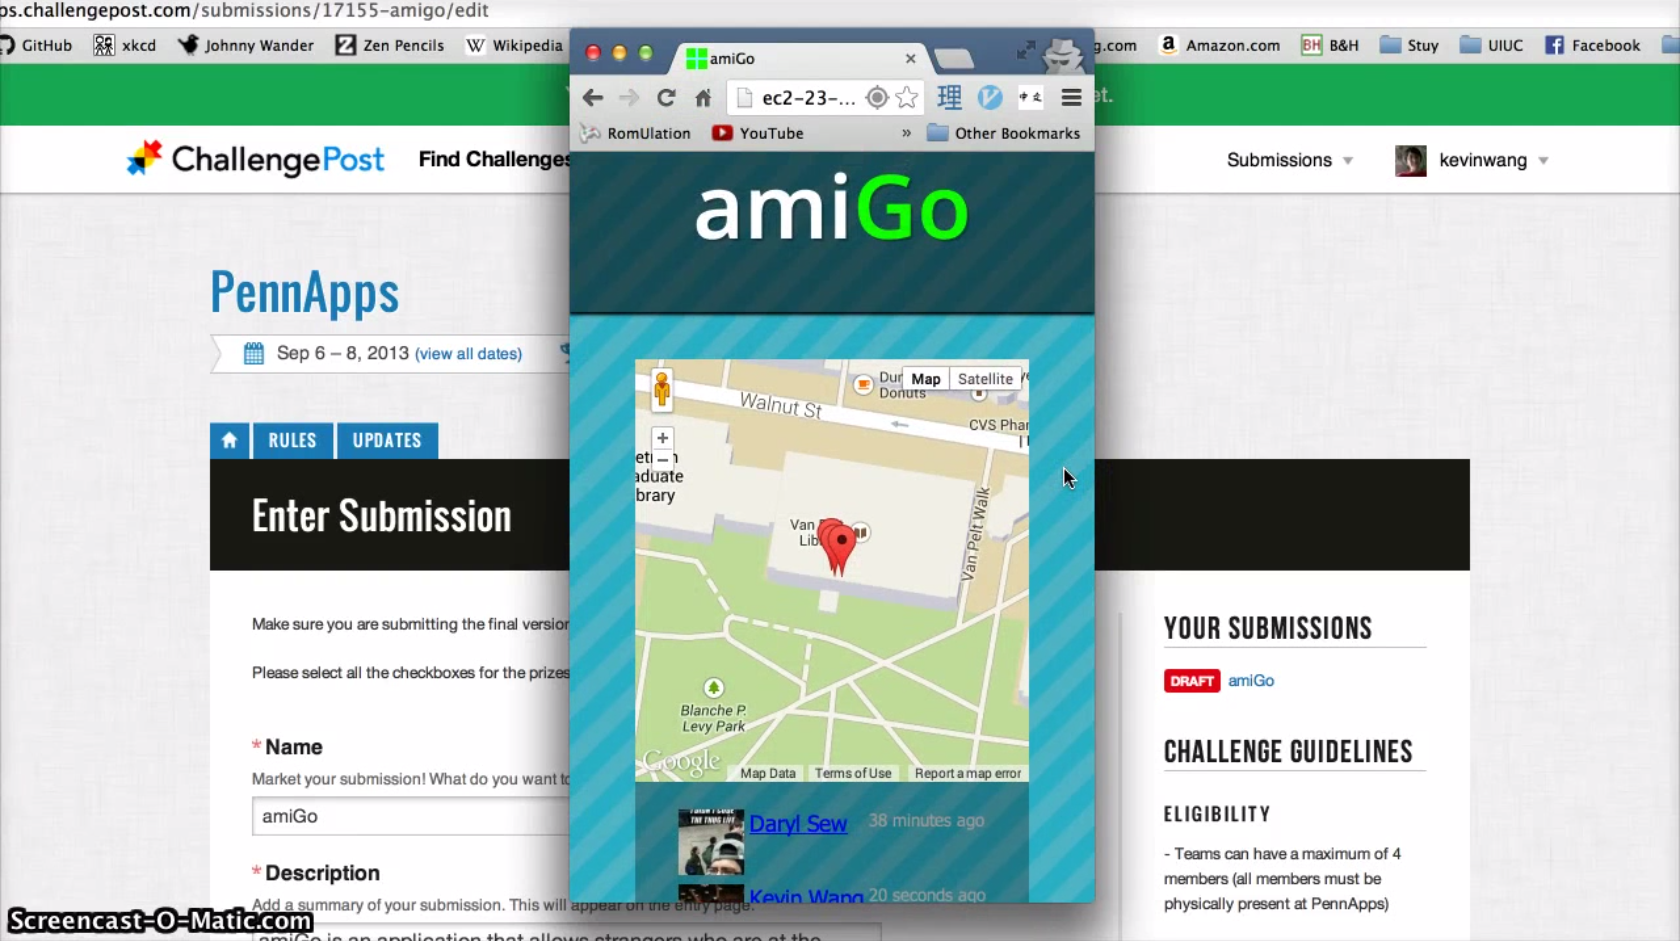 ps.challengepost.com/submissions/17155-amigo/edit
GitHub xkcd Johnny Wander Zen Pencils Wikipedia
g.com Amazon.com B&H Stuy UIUC Facebook
amiGo
ec2-23-...
理
RomUlation YouTube » Other Bookmarks
et.
ChallengePost Find Challenges
Submissions kevinwang
amiGo
PennApps
Sep 6 – 8, 2013 (view all dates)
RULES UPDATES
Enter Submission
Make sure you are submitting the final version
Please select all the checkboxes for the prizes
* Name
Market your submission! What do you want to
amiGo
* Description
Add a summary of your submission. This will appear on the entry page.
amiGo is an application that allows strangers who are at the
Map Satellite
Donuts
Walnut St
CVS Phar
aduate
brary
Van
Lib
Van Pelt Walk
Blanche P.
Levy Park
Google
Map Data Terms of Use Report a map error
Daryl Sew 38 minutes ago
Kevin Wang 20 seconds ago
YOUR SUBMISSIONS
DRAFT amiGo
CHALLENGE GUIDELINES
ELIGIBILITY
- Teams can have a maximum of 4
members (all members must be
physically present at PennApps)
Screencast-O-Matic.com